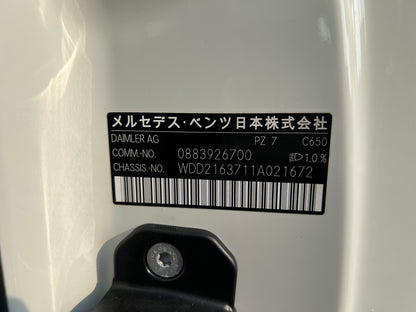 メルセデス・ベンツ日本株式会社
DAIMLER AG PZ 7 C650
COMM.-NO. 0883926700 1.0 %
CHASSIS.-NO. WDD2163711A021672